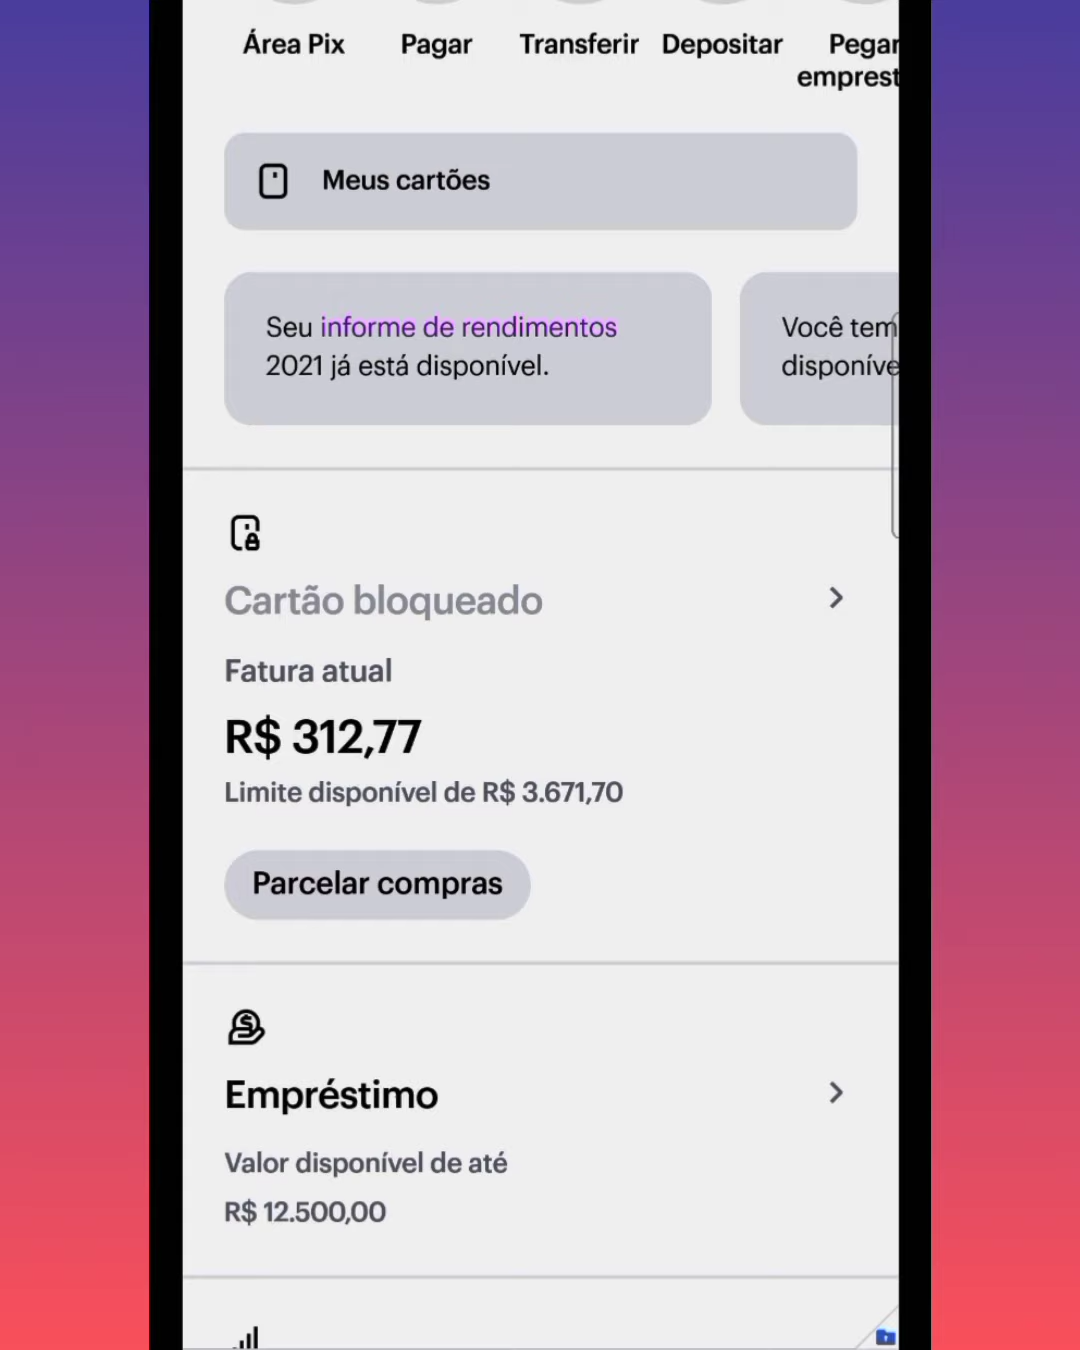 Área Pix
Pagar
Transferir
Depositar
Pegar
emprest
Meus cartões
Seu informe de rendimentos
2021 já está disponível.
Você tem
disponíve
Cartão bloqueado
Fatura atual
R$ 312,77
Limite disponível de R$ 3.671,70
Parcelar compras
Empréstimo
Valor disponível de até
R$ 12.500,00